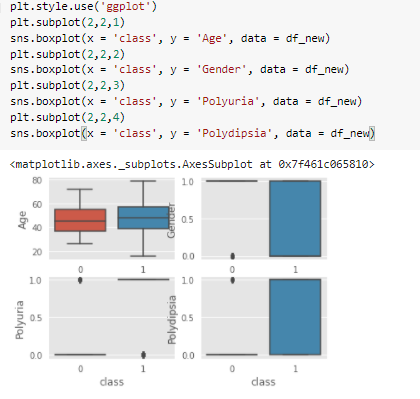 plt.style.use('ggplot')
plt.subplot(2,2,1)
sns.boxplot(x = 'class', y = 'Age', data = df_new)
plt.subplot(2,2,2)
sns.boxplot(x = 'class', y = 'Gender', data = df_new)
plt.subplot(2,2,3)
sns.boxplot(x = 'class', y = 'Polyuria', data = df_new)
plt.subplot(2,2,4)
sns.boxplot(x = 'class', y = 'Polydipsia', data = df_new)
<matplotlib.axes._subplots.AxesSubplot at 0x7f461c065810>
Age
80
60
40
20
0 1
Gender
1.0
0.5
0.0
0 1
Polyuria
1.0
0.5
0.0
0 1
class
Polydipsia
1.0
0.5
0.0
0 1
class